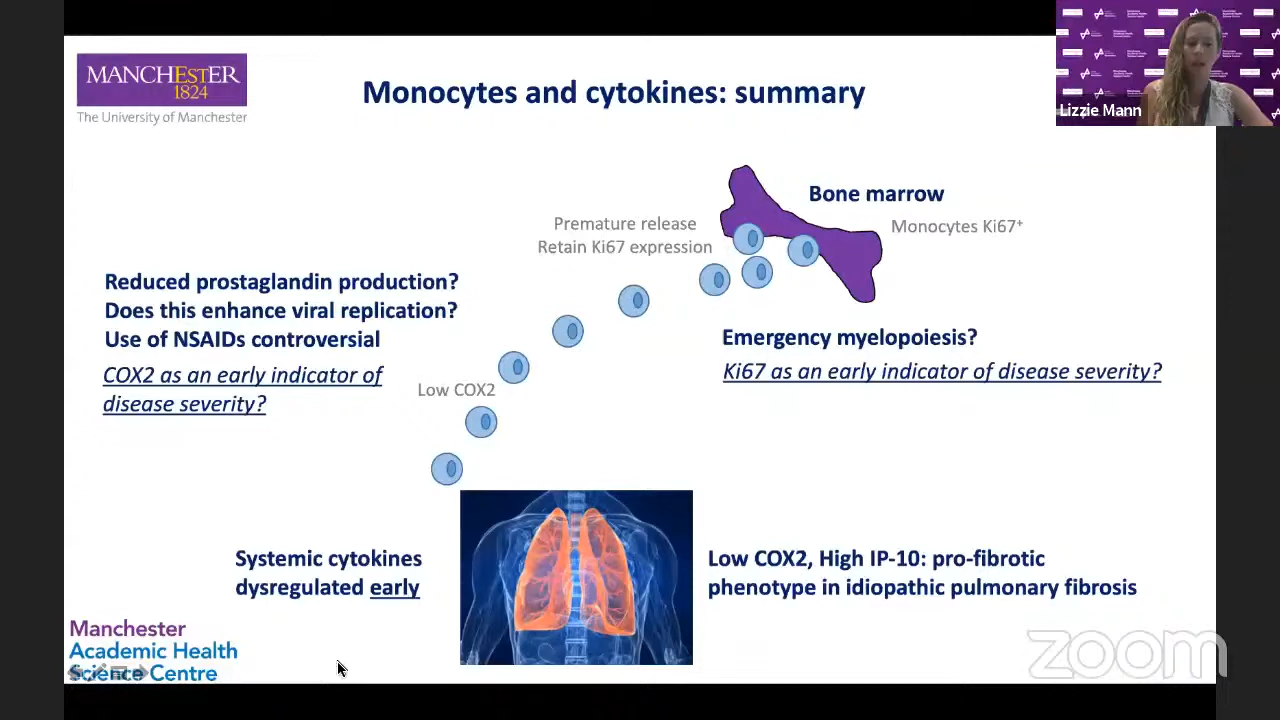 MANCHESTER
1824
The University of Manchester
Monocytes and cytokines: summary
Lizzie Mann
Bone marrow
Monocytes Ki67⁺
Premature release
Retain Ki67 expression
Reduced prostaglandin production?
Does this enhance viral replication?
Use of NSAIDs controversial
COX2 as an early indicator of
disease severity?
Low COX2
Emergency myelopoiesis?
Ki67 as an early indicator of disease severity?
Systemic cytokines
dysregulated early
Low COX2, High IP-10: pro-fibrotic
phenotype in idiopathic pulmonary fibrosis
Manchester
Academic Health
Science Centre
zoom